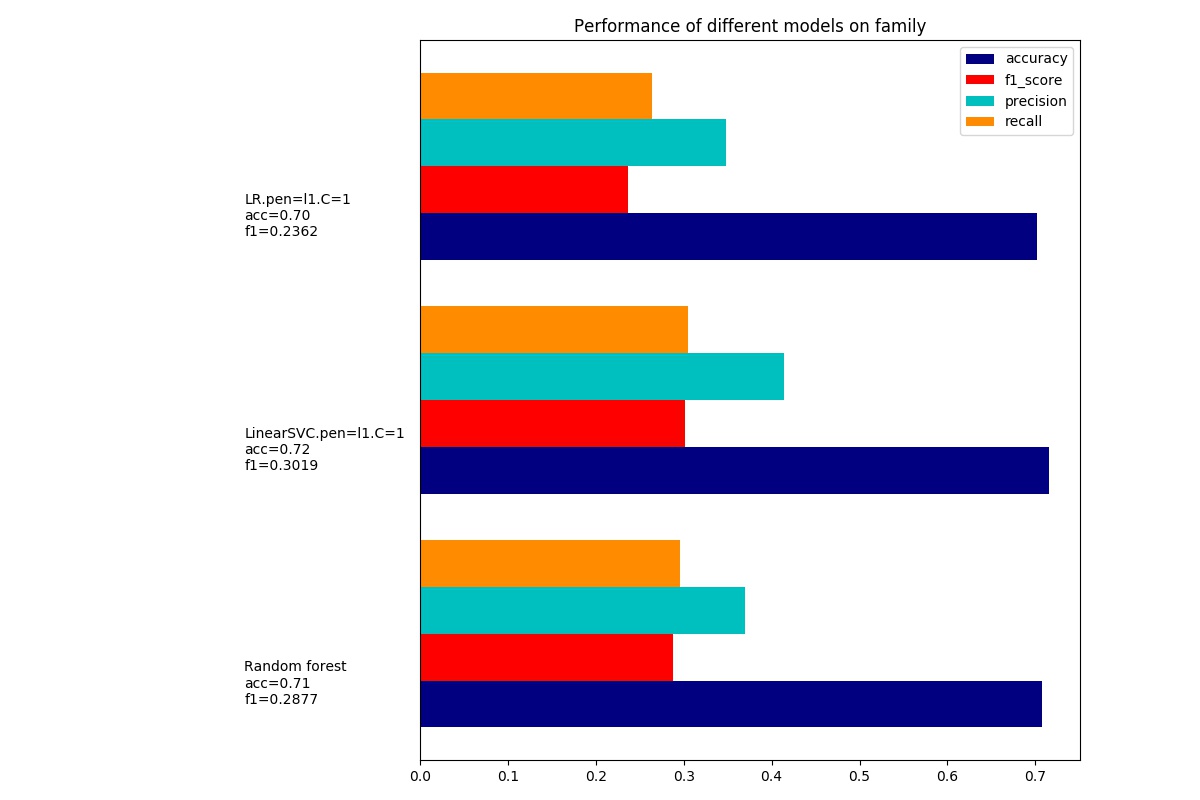 Performance of different models on family
accuracy
f1_score
precision
recall
LR.pen=l1.C=1
acc=0.70
f1=0.2362
LinearSVC.pen=l1.C=1
acc=0.72
f1=0.3019
Random forest
acc=0.71
f1=0.2877
0.0 0.1 0.2 0.3 0.4 0.5 0.6 0.7